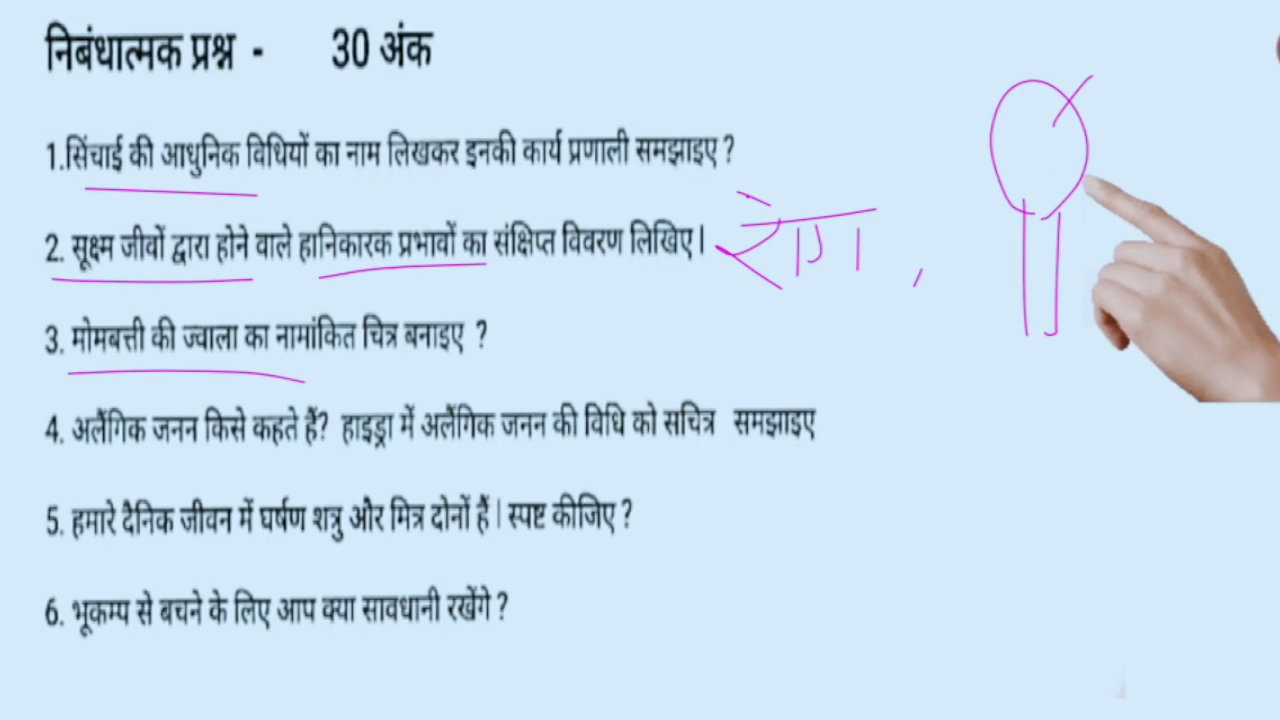 निबंधात्मक प्रश्न - 30 अंक
1.सिंचाई की आधुनिक विधियों का नाम लिखकर इनकी कार्य प्रणाली समझाइए ?
2. सूक्ष्म जीवों द्वारा होने वाले हानिकारक प्रभावों का संक्षिप्त विवरण लिखिए। रोग,
3. मोमबत्ती की ज्वाला का नामांकित चित्र बनाइए ?
4. अलैंगिक जनन किसे कहते हैं? हाइड्रा में अलैंगिक जनन की विधि को सचित्र समझाइए
5. हमारे दैनिक जीवन में घर्षण शत्रु और मित्र दोनों हैं। स्पष्ट कीजिए ?
6. भूकम्प से बचने के लिए आप क्या सावधानी रखेंगे ?